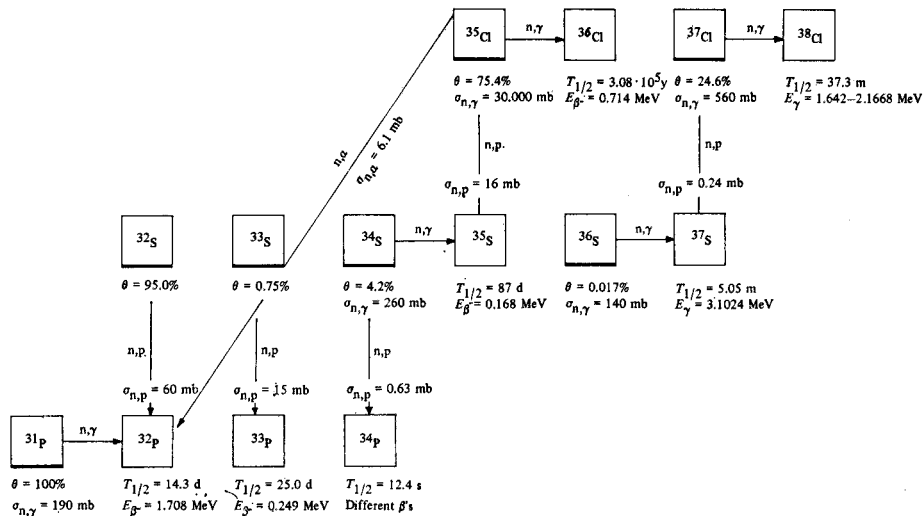 35Cl n,γ 36Cl 37Cl n,γ 38Cl
θ = 75.4% T1/2 = 3.08 · 10^5 y θ = 24.6% T1/2 = 37.3 m
σn,γ = 30.000 mb Eβ- = 0.714 MeV σn,γ = 560 mb Eγ = 1.642–2.1668 MeV
n,α
σn,α = 6.1 mb
n,p. n,p
σn,p = 16 mb σn,p = 0.24 mb
32S 33S 34S n,γ 35S 36S n,γ 37S
θ = 95.0% θ = 0.75% θ = 4.2% T1/2 = 87 d θ = 0.017% T1/2 = 5.05 m
σn,γ = 260 mb Eβ- = 0.168 MeV σn,γ = 140 mb Eγ = 3.1024 MeV
n,p. n,p. n,p
σn,p = 60 mb σn,p = 15 mb σn,p = 0.63 mb
31P n,γ 32P 33P 34P
θ = 100% T1/2 = 14.3 d T1/2 = 25.0 d T1/2 = 12.4 s
σn,γ = 190 mb Eβ- = 1.708 MeV Eβ- = 0.249 MeV Different β's